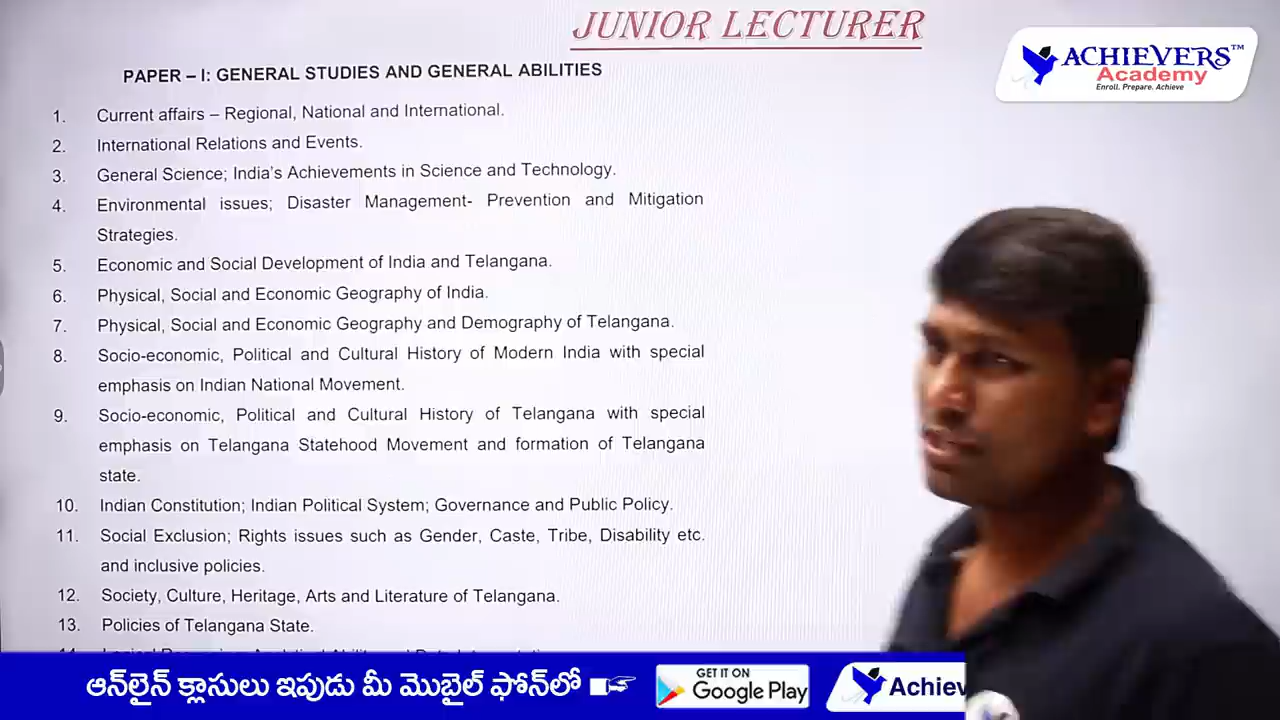 JUNIOR LECTURER
ACHIEVERS™
Academy
Enroll. Prepare. Achieve
PAPER – I: GENERAL STUDIES AND GENERAL ABILITIES
1. Current affairs – Regional, National and International.
2. International Relations and Events.
3. General Science; India's Achievements in Science and Technology.
4. Environmental issues; Disaster Management- Prevention and Mitigation
Strategies.
5. Economic and Social Development of India and Telangana.
6. Physical, Social and Economic Geography of India.
7. Physical, Social and Economic Geography and Demography of Telangana.
8. Socio-economic, Political and Cultural History of Modern India with special
emphasis on Indian National Movement.
9. Socio-economic, Political and Cultural History of Telangana with special
emphasis on Telangana Statehood Movement and formation of Telangana
state.
10. Indian Constitution; Indian Political System; Governance and Public Policy.
11. Social Exclusion; Rights issues such as Gender, Caste, Tribe, Disability etc.
and inclusive policies.
12. Society, Culture, Heritage, Arts and Literature of Telangana.
13. Policies of Telangana State.
ఆన్‌లైన్ క్లాసులు ఇపుడు మీ మొబైల్ ఫోన్‌లో
GET IT ON
Google Play
Achiev